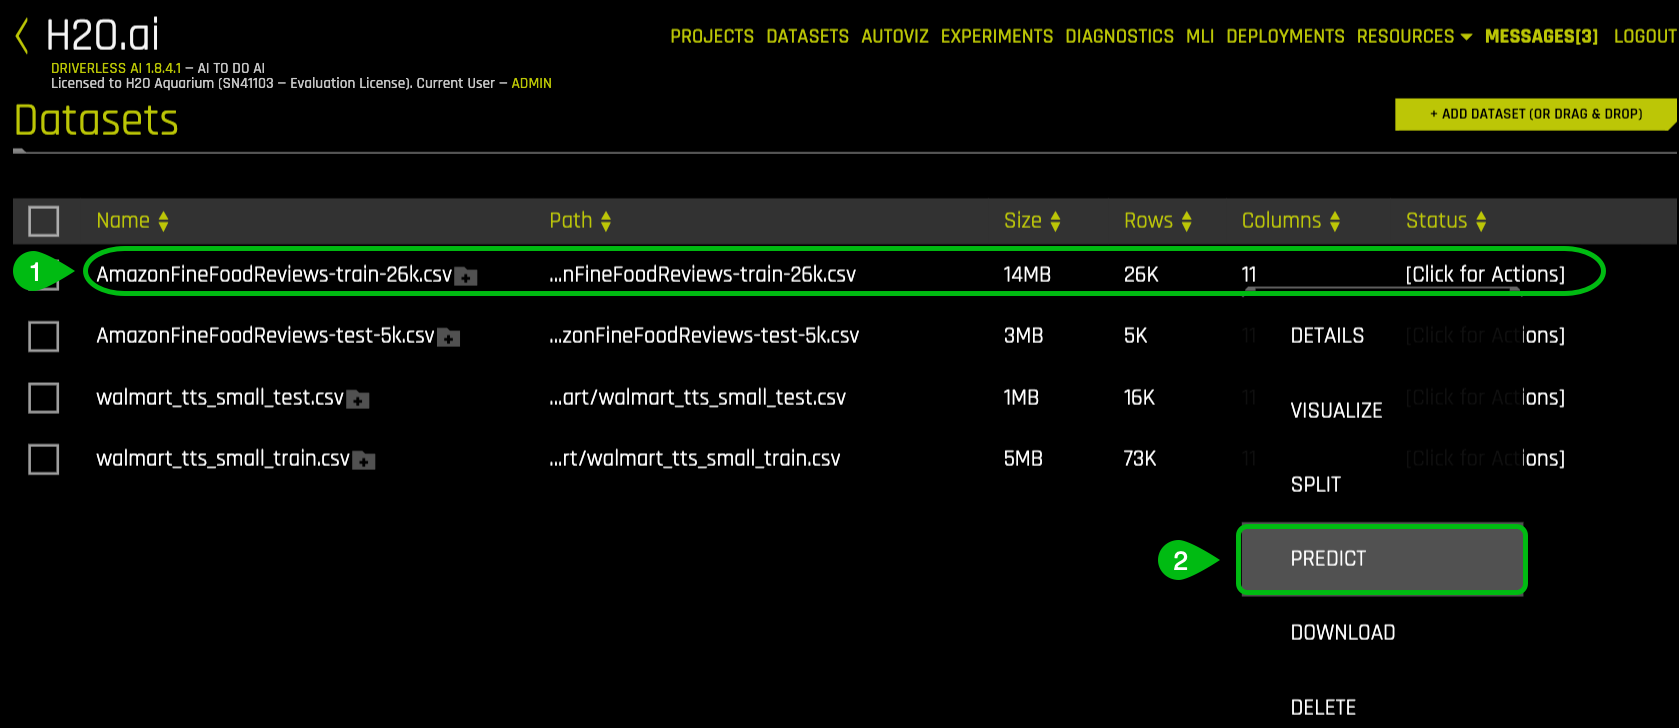 H2O.ai
PROJECTS DATASETS AUTOVIZ EXPERIMENTS DIAGNOSTICS MLI DEPLOYMENTS RESOURCES MESSAGES[3] LOGOUT
DRIVERLESS AI 1.8.4.1 – AI TO DO AI
Licensed to H2O Aquarium (SN41103 – Evaluation License). Current User – ADMIN
Datasets
+ ADD DATASET (OR DRAG & DROP)
Name Path Size Rows Columns Status
1 AmazonFineFoodReviews-train-26k.csv ...nFineFoodReviews-train-26k.csv 14MB 26K 11 [Click for Actions]
AmazonFineFoodReviews-test-5k.csv ...zonFineFoodReviews-test-5k.csv 3MB 5K 11 DETAILS [Click for Actions]
walmart_tts_small_test.csv ...art/walmart_tts_small_test.csv 1MB 16K 11 [Click for Actions]
VISUALIZE
walmart_tts_small_train.csv ...rt/walmart_tts_small_train.csv 5MB 73K 11 [Click for Actions]
SPLIT
2 PREDICT
DOWNLOAD
DELETE